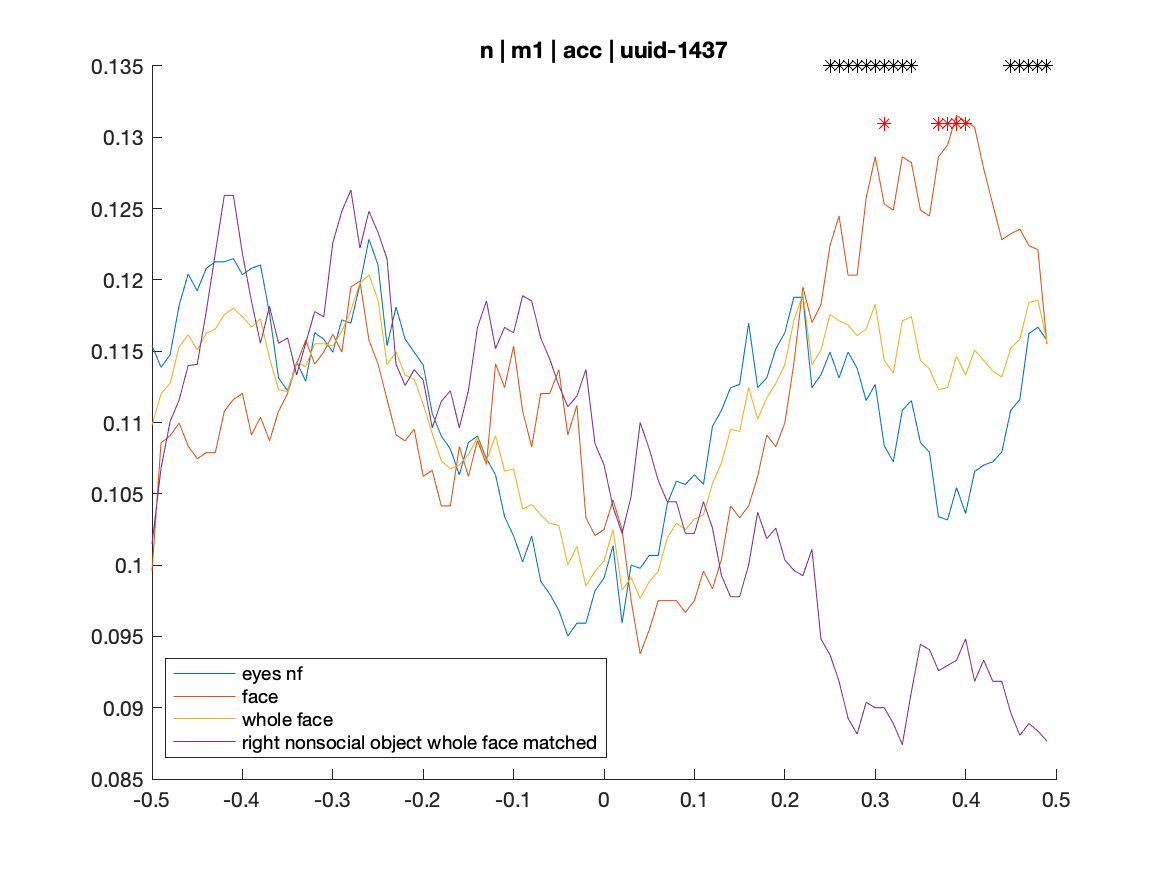 n | m1 | acc | uuid-1437
0.135
0.13
0.125
0.12
0.115
0.11
0.105
0.1
0.095
0.09
0.085
eyes nf
face
whole face
right nonsocial object whole face matched
-0.5 -0.4 -0.3 -0.2 -0.1 0 0.1 0.2 0.3 0.4 0.5